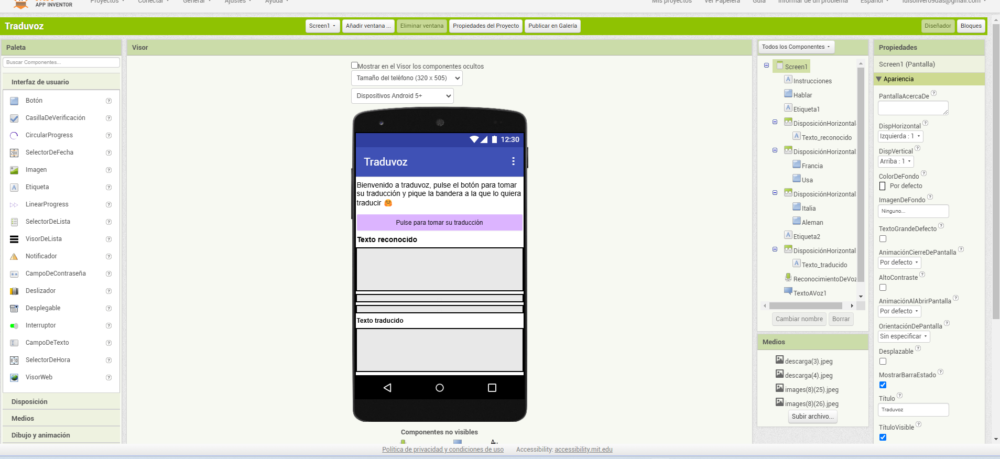 APP INVENTOR
Proyectos
Conectar
General
Ajustes
Ayuda
Mis proyectos
Ver Papelera
Guía
Informar de un problema
Español
luisolivero9das@gmail.com
Traduvoz
Screen1
Añadir ventana ...
Eliminar ventana
Propiedades del Proyecto
Publicar en Galería
Diseñador
Bloques
Paleta
Buscar Componentes...
Interfaz de usuario
Botón
CasillaDeVerificación
CircularProgress
SelectorDeFecha
Imagen
Etiqueta
LinearProgress
SelectorDeLista
VisorDeLista
Notificador
CampoDeContraseña
Deslizador
Desplegable
Interruptor
CampoDeTexto
SelectorDeHora
VisorWeb
Disposición
Medios
Dibujo y animación
Visor
Mostrar en el Visor los componentes ocultos
Tamaño del teléfono (320 x 505)
Dispositivos Android 5+
12:30
Traduvoz
Bienvenido a traduvoz, pulse el botón para tomar
su traducción y pique la bandera a la que lo quiera
traducir 🤗
Pulse para tomar su traducción
Texto reconocido
Texto traducido
Componentes no visibles
Todos los Componentes
Screen1
Instrucciones
Hablar
Etiqueta1
DisposiciónHorizontal
Texto_reconocido
DisposiciónHorizontal
Francia
Usa
DisposiciónHorizontal
Italia
Aleman
Etiqueta2
DisposiciónHorizontal
Texto_traducido
ReconocimientoDeVoz
TextoAVoz1
Cambiar nombre
Borrar
Medios
descarga(3).jpeg
descarga(4).jpeg
images(8)(25).jpeg
images(8)(26).jpeg
Subir archivo...
Propiedades
Screen1 (Pantalla)
Apariencia
PantallaAcercaDe
DispHorizontal
Izquierda : 1
DispVertical
Arriba : 1
ColorDeFondo
Por defecto
ImagenDeFondo
Ninguno...
TextoGrandeDefecto
AnimaciónCierreDePantalla
Por defecto
AltoContraste
AnimaciónAlAbrirPantalla
Por defecto
OrientaciónDePantalla
Sin especificar
Desplazable
MostrarBarraEstado
Título
Traduvoz
TítuloVisible
Política de privacidad y condiciones de uso
Accessibility: accessibility.mit.edu